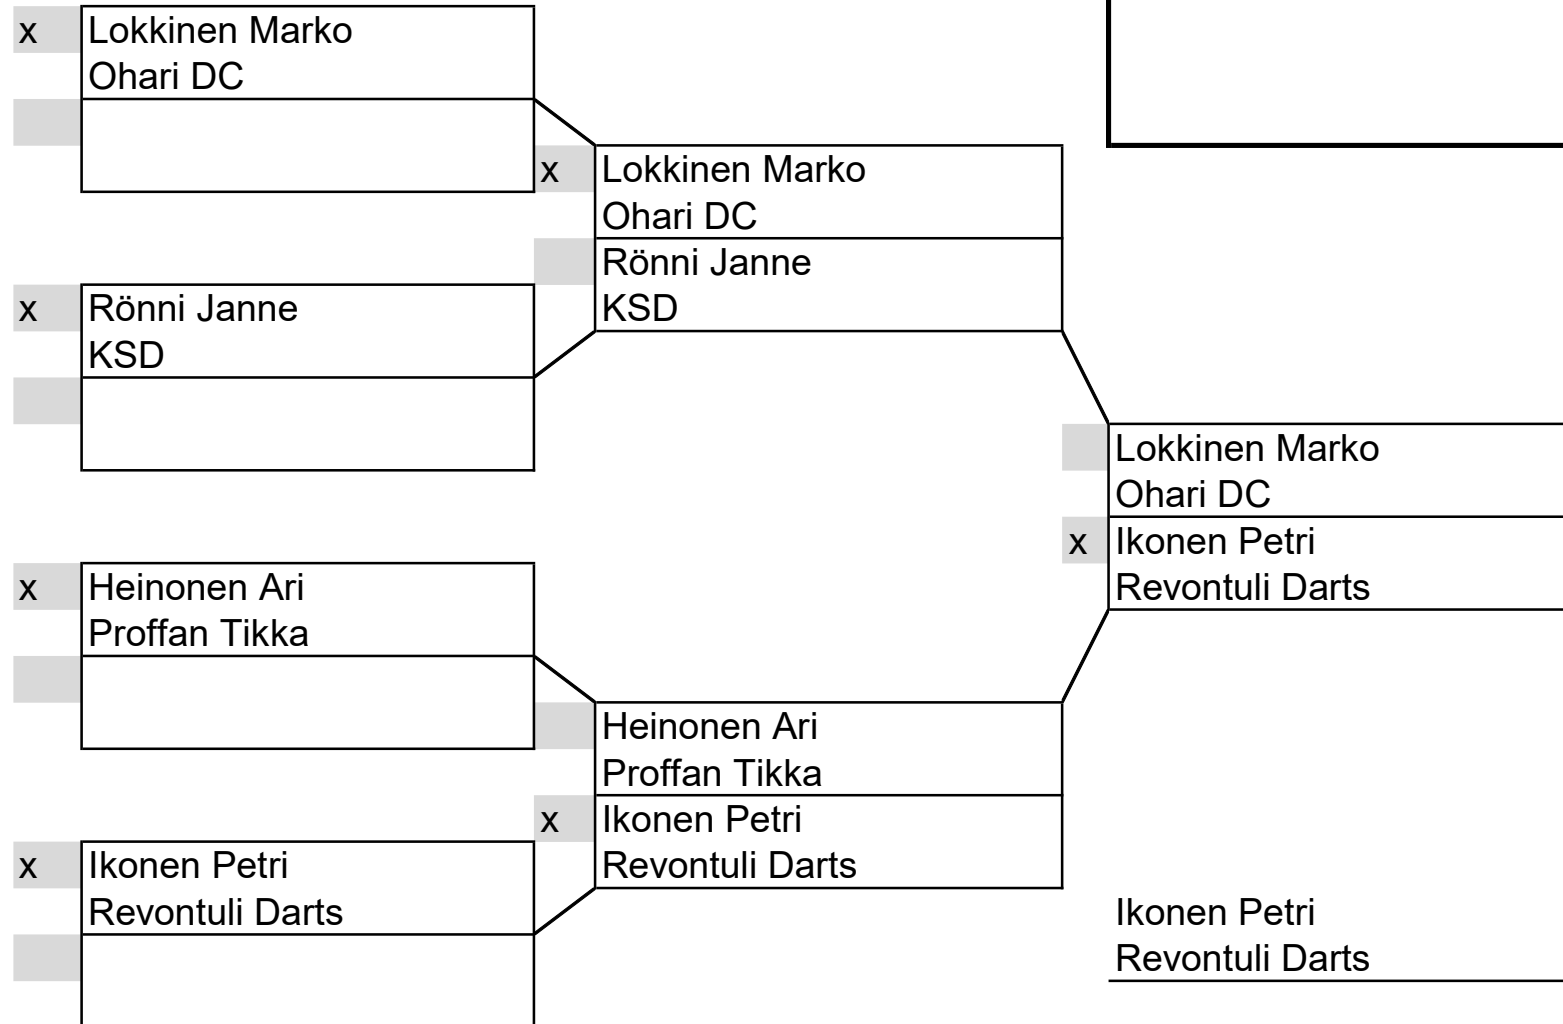 x Lokkinen Marko
Ohari DC
x Rönni Janne
KSD
x Heinonen Ari
Proffan Tikka
x Ikonen Petri
Revontuli Darts
x Lokkinen Marko
Ohari DC
Rönni Janne
KSD
Heinonen Ari
Proffan Tikka
x Ikonen Petri
Revontuli Darts
Lokkinen Marko
Ohari DC
x Ikonen Petri
Revontuli Darts
Ikonen Petri
Revontuli Darts